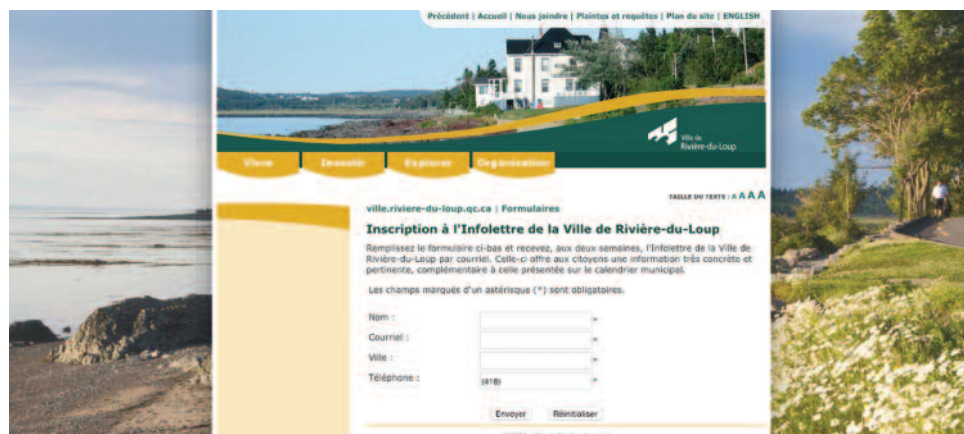 Précédent | Accueil | Nous joindre | Plaintes et requêtes | Plan du site | ENGLISH
Ville de
Rivière-du-Loup
Vivre Investir Explorer Organisation
TAILLE DU TEXTE : A A A A
ville.riviere-du-loup.qc.ca | Formulaires
Inscription à l'Infolettre de la Ville de Rivière-du-Loup
Remplissez le formulaire ci-bas et recevez, aux deux semaines, l'Infolettre de la Ville de
Rivière-du-Loup par courriel. Celle-ci offre aux citoyens une information très concrète et
pertinente, complémentaire à celle présentée sur le calendrier municipal.
Les champs marqués d'un astérisque (*) sont obligatoires.
Nom : *
Courriel : *
Ville : *
Téléphone : (418) *
Envoyer Réinitialiser